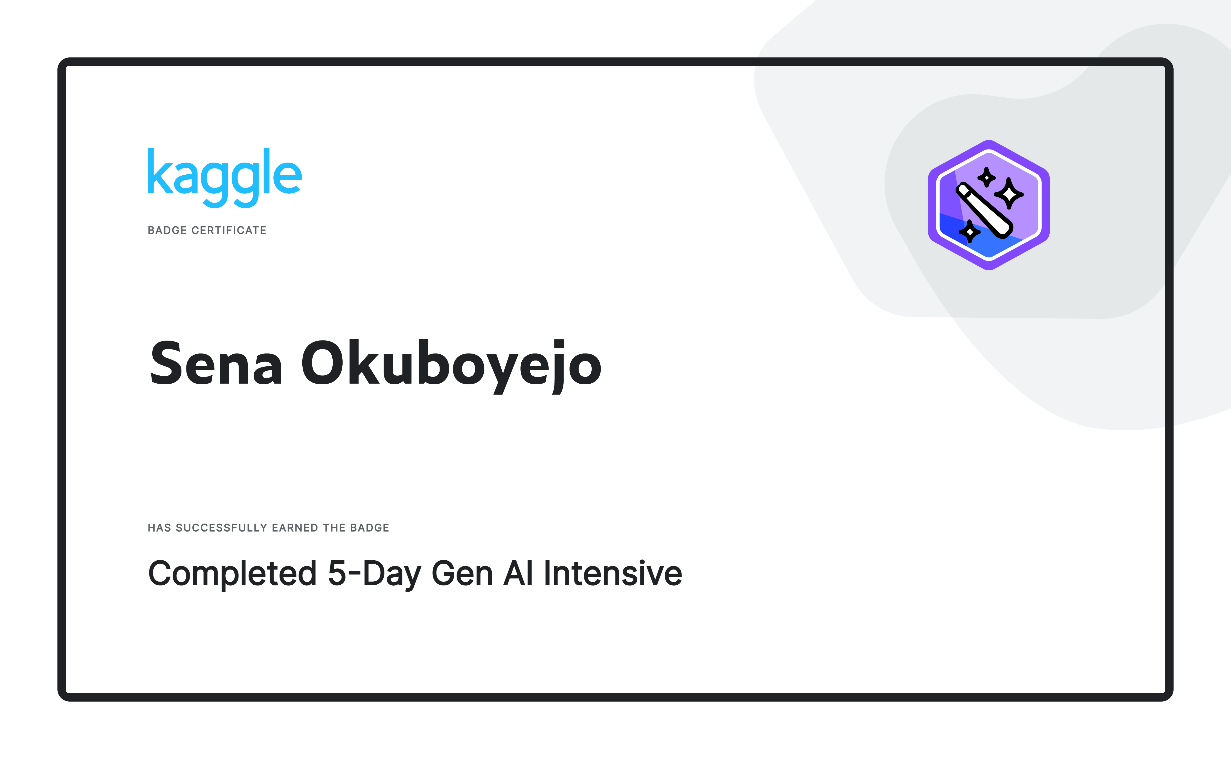 kaggle
BADGE CERTIFICATE
Sena Okuboyejo
HAS SUCCESSFULLY EARNED THE BADGE
Completed 5-Day Gen AI Intensive